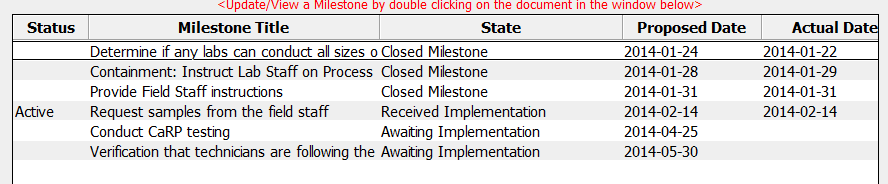 <Update/View a Milestone by double clicking on the document in the window below>
Status Milestone Title State Proposed Date Actual Date
Determine if any labs can conduct all sizes o Closed Milestone 2014-01-24 2014-01-22
Containment: Instruct Lab Staff on Process Closed Milestone 2014-01-28 2014-01-29
Provide Field Staff instructions Closed Milestone 2014-01-31 2014-01-31
Active Request samples from the field staff Received Implementation 2014-02-14 2014-02-14
Conduct CaRP testing Awaiting Implementation 2014-04-25
Verification that technicians are following the Awaiting Implementation 2014-05-30